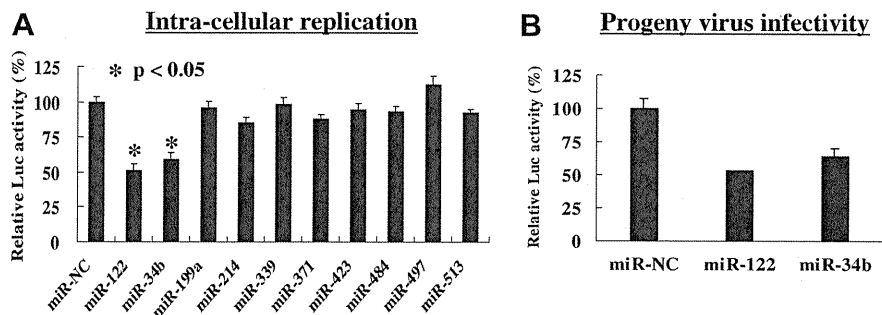 A
Intra-cellular replication
Relative Luc activity (%)
125
100
75
50
25
0
* p < 0.05
*
*
miR-NC
miR-122
miR-34b
miR-199a
miR-214
miR-339
miR-371
miR-423
miR-484
miR-497
miR-513
B
Progeny virus infectivity
Relative Luc activity (%)
125
100
75
50
25
0
miR-NC
miR-122
miR-34b